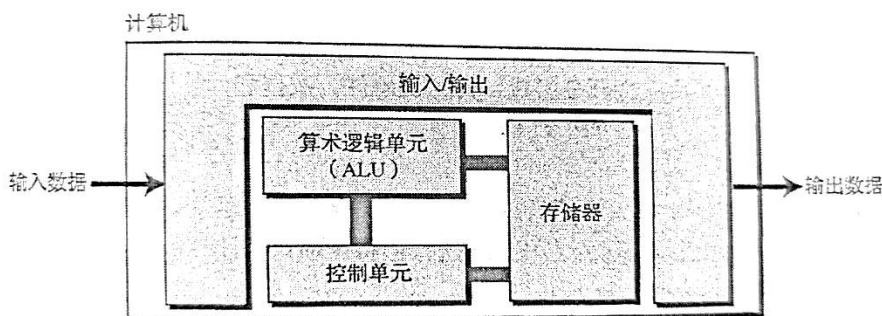 计算机
输入/输出
算术逻辑单元
（ALU）
输入数据
存储器
输出数据
控制单元